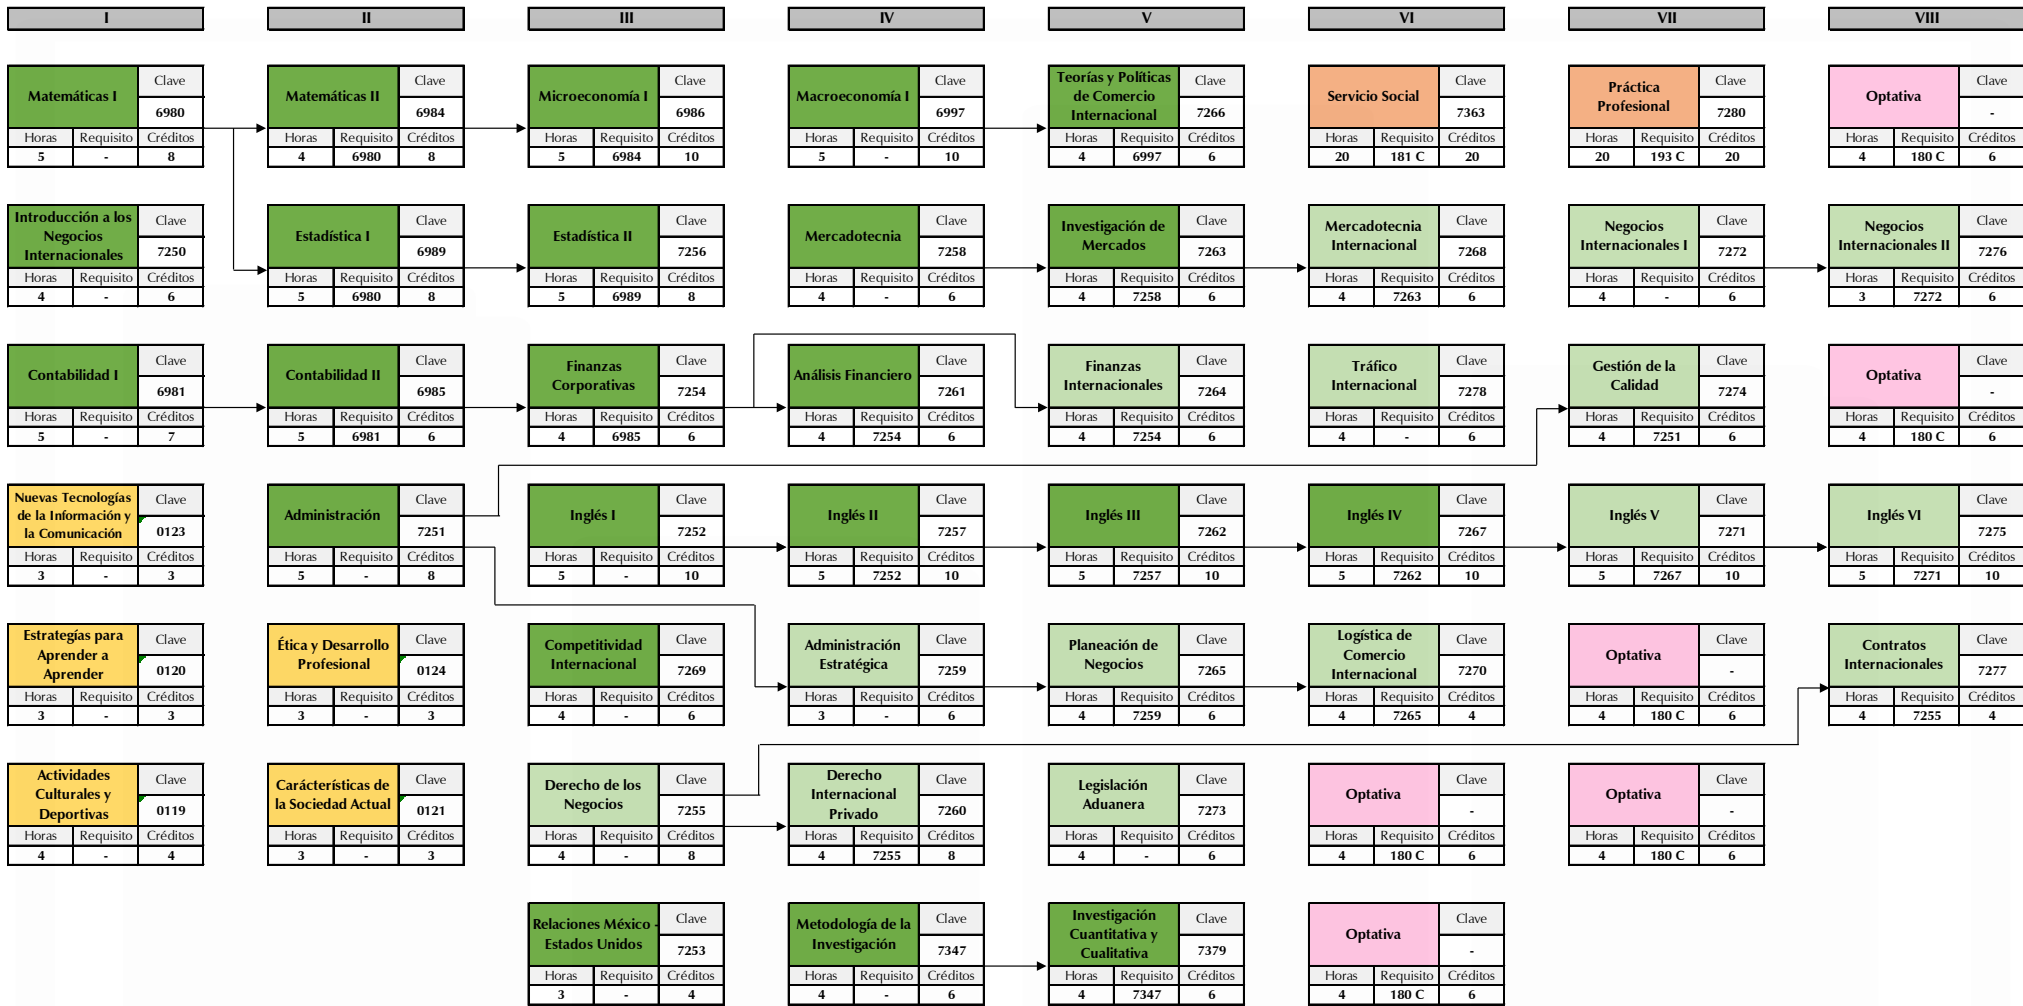 I II III IV V VI VII VIII
Matemáticas I Clave 6980
Horas Requisito Créditos
5 - 8
Matemáticas II Clave 6984
Horas Requisito Créditos
4 6980 8
Microeconomía I Clave 6986
Horas Requisito Créditos
5 6984 10
Macroeconomía I Clave 6997
Horas Requisito Créditos
5 - 10
Teorías y Políticas
de Comercio
Internacional
Clave 7266
Horas Requisito Créditos
4 6997 6
Servicio Social Clave 7363
Horas Requisito Créditos
20 181 C 20
Práctica
Profesional
Clave 7280
Horas Requisito Créditos
20 193 C 20
Optativa Clave -
Horas Requisito Créditos
4 180 C 6
Introducción a los
Negocios
Internacionales
Clave 7250
Horas Requisito Créditos
4 - 6
Estadística I Clave 6989
Horas Requisito Créditos
5 6980 8
Estadística II Clave 7256
Horas Requisito Créditos
5 6989 8
Mercadotecnia Clave 7258
Horas Requisito Créditos
4 - 6
Investigación de
Mercados
Clave 7263
Horas Requisito Créditos
4 7258 6
Mercadotecnia
Internacional
Clave 7268
Horas Requisito Créditos
4 7263 6
Negocios
Internacionales I
Clave 7272
Horas Requisito Créditos
4 - 6
Negocios
Internacionales II
Clave 7276
Horas Requisito Créditos
3 7272 6
Contabilidad I Clave 6981
Horas Requisito Créditos
5 - 7
Contabilidad II Clave 6985
Horas Requisito Créditos
5 6981 6
Finanzas
Corporativas
Clave 7254
Horas Requisito Créditos
4 6985 6
Análisis Financiero Clave 7261
Horas Requisito Créditos
4 7254 6
Finanzas
Internacionales
Clave 7264
Horas Requisito Créditos
4 7254 6
Tráfico
Internacional
Clave 7278
Horas Requisito Créditos
4 - 6
Gestión de la
Calidad
Clave 7274
Horas Requisito Créditos
4 7251 6
Optativa Clave -
Horas Requisito Créditos
4 180 C 6
Nuevas Tecnologías
de la Información y
la Comunicación
Clave 0123
Horas Requisito Créditos
3 - 3
Administración Clave 7251
Horas Requisito Créditos
5 - 8
Inglés I Clave 7252
Horas Requisito Créditos
5 - 10
Inglés II Clave 7257
Horas Requisito Créditos
5 7252 10
Inglés III Clave 7262
Horas Requisito Créditos
5 7257 10
Inglés IV Clave 7267
Horas Requisito Créditos
5 7262 10
Inglés V Clave 7271
Horas Requisito Créditos
5 7267 10
Inglés VI Clave 7275
Horas Requisito Créditos
5 7271 10
Estrategías para
Aprender a
Aprender
Clave 0120
Horas Requisito Créditos
3 - 3
Ética y Desarrollo
Profesional
Clave 0124
Horas Requisito Créditos
3 - 3
Competitividad
Internacional
Clave 7269
Horas Requisito Créditos
4 - 6
Administración
Estratégica
Clave 7259
Horas Requisito Créditos
3 - 6
Planeación de
Negocios
Clave 7265
Horas Requisito Créditos
4 7259 6
Logística de
Comercio
Internacional
Clave 7270
Horas Requisito Créditos
4 7265 4
Optativa Clave -
Horas Requisito Créditos
4 180 C 6
Contratos
Internacionales
Clave 7277
Horas Requisito Créditos
4 7255 4
Actividades
Culturales y
Deportivas
Clave 0119
Horas Requisito Créditos
4 - 4
Carácterísticas de
la Sociedad Actual
Clave 0121
Horas Requisito Créditos
3 - 3
Derecho de los
Negocios
Clave 7255
Horas Requisito Créditos
4 - 8
Derecho
Internacional
Privado
Clave 7260
Horas Requisito Créditos
4 7255 8
Legislación
Aduanera
Clave 7273
Horas Requisito Créditos
4 - 6
Optativa Clave -
Horas Requisito Créditos
4 180 C 6
Optativa Clave -
Horas Requisito Créditos
4 180 C 6
Relaciones México -
Estados Unidos
Clave 7253
Horas Requisito Créditos
3 - 4
Metodología de la
Investigación
Clave 7347
Horas Requisito Créditos
4 - 6
Investigación
Cuantitativa y
Cualitativa
Clave 7379
Horas Requisito Créditos
4 7347 6
Optativa Clave -
Horas Requisito Créditos
4 180 C 6